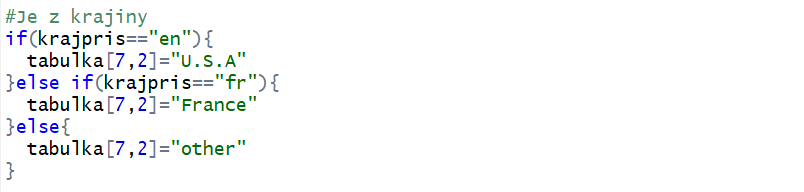 #Je z krajiny
if(krajpris=="en"){
  tabulka[7,2]="U.S.A"
}else if(krajpris=="fr"){
  tabulka[7,2]="France"
}else{
  tabulka[7,2]="other"
}